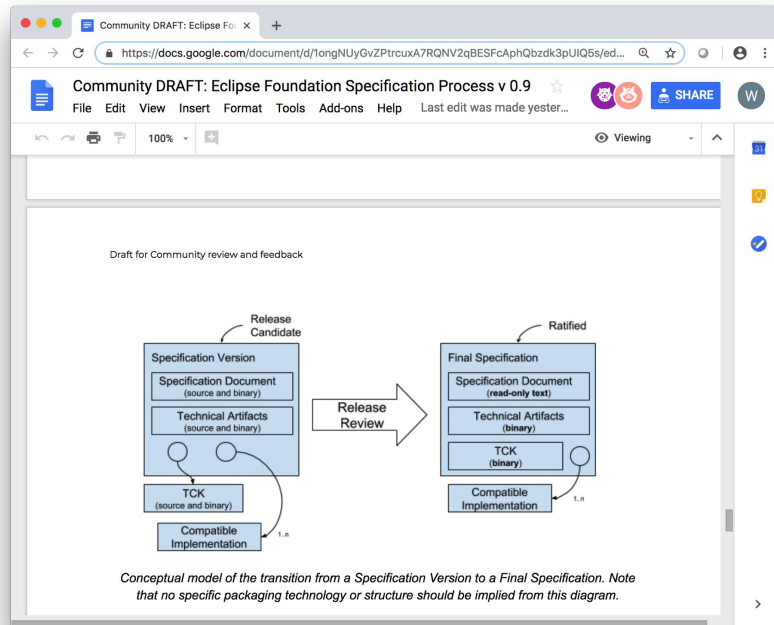 Community DRAFT: Eclipse Fo
https://docs.google.com/document/d/1ongNUyGvZPtrcuxA7RQNV2qBESFcAphQbzdk3pUIQ5s/ed...
Community DRAFT: Eclipse Foundation Specification Process v 0.9
File Edit View Insert Format Tools Add-ons Help Last edit was made yester...
SHARE
W
100%
Viewing
31
Draft for Community review and feedback
Release
Candidate
Specification Version
Specification Document
(source and binary)
Technical Artifacts
(source and binary)
TCK
(source and binary)
Compatible
Implementation
1..n
Release
Review
Ratified
Final Specification
Specification Document
(read-only text)
Technical Artifacts
(binary)
TCK
(binary)
Compatible
Implementation
1..n
Conceptual model of the transition from a Specification Version to a Final Specification. Note
that no specific packaging technology or structure should be implied from this diagram.